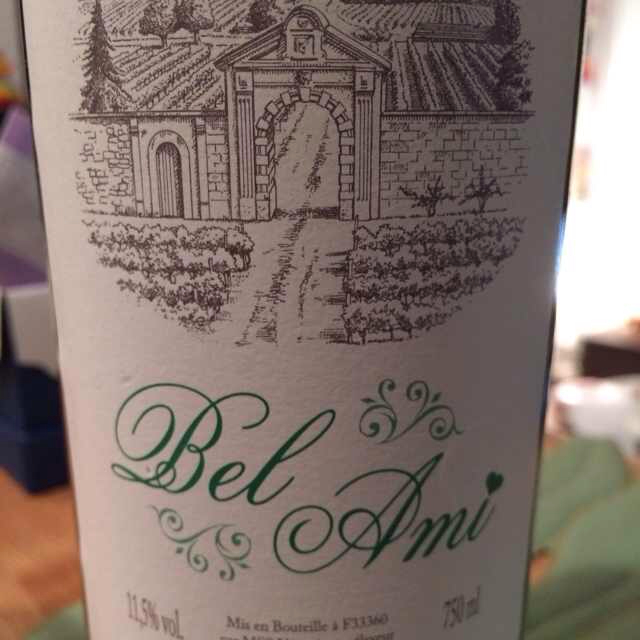 Bel
Ami
11,5% vol.
Mis en Bouteille à F33360
750 ml